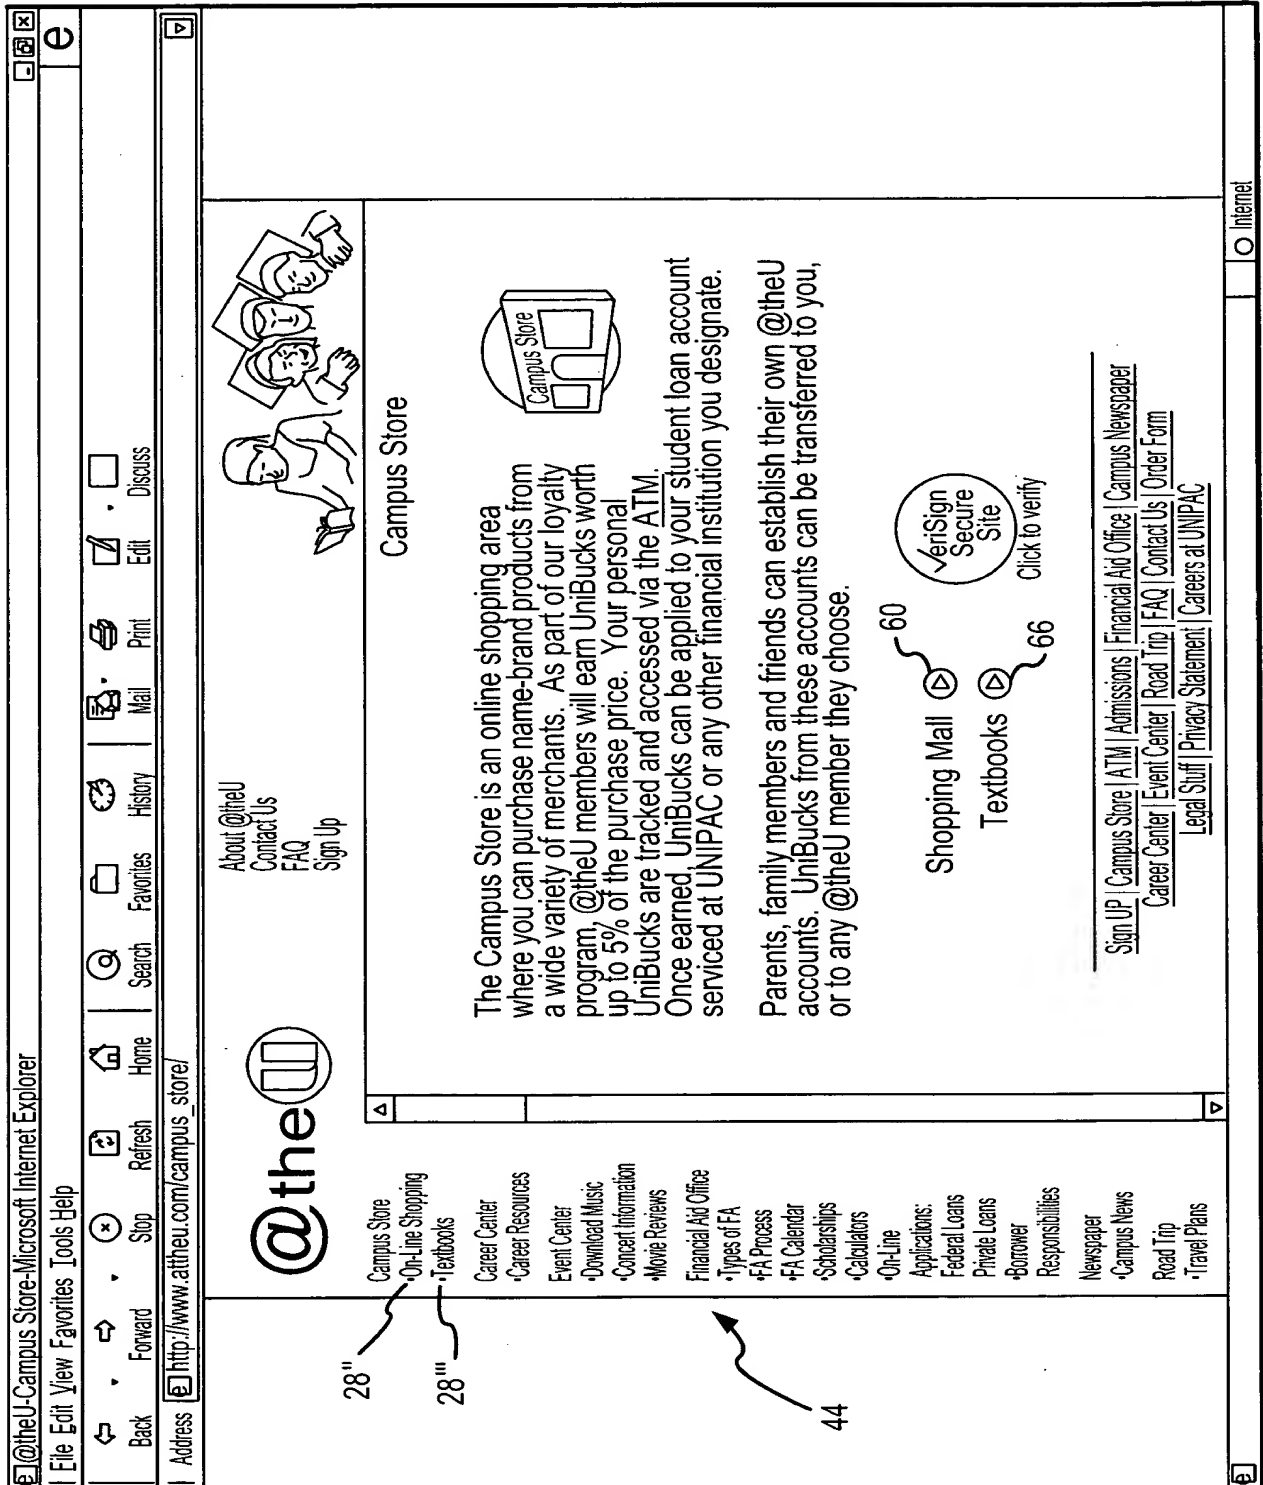 @theU-Campus Store-Microsoft Internet Explorer
File Edit View Favorites Tools Help
Back Forward Stop Refresh Home Search Favorites History Mail Print Edit Discuss
Address http://www.attheu.com/campus_store/
@theU
About @theU
Contact Us
FAQ
Sign Up
Campus Store
•On-Line Shopping
•Textbooks
Career Center
•Career Resources
Event Center
•Download Music
•Concert Information
•Movie Reviews
Financial Aid Office
•Types of FA
•FA Process
•FA Calendar
•Scholarships
•Calculators
•On-Line
Applications:
Federal Loans
Private Loans
•Borrower
Responsibilities
Newspaper
•Campus News
Road Trip
•Travel Plans
28"
28'''
44
Campus Store
The Campus Store is an online shopping area
where you can purchase name-brand products from
a wide variety of merchants. As part of our loyalty
program, @theU members will earn UniBucks worth
up to 5% of the purchase price. Your personal
UniBucks are tracked and accessed via the ATM.
Once earned, UniBucks can be applied to your student loan account
serviced at UNIPAC or any other financial institution you designate.
Campus Store
Parents, family members and friends can establish their own @theU
accounts. UniBucks from these accounts can be transferred to you,
or to any @theU member they choose.
Shopping Mall
60
Textbooks
66
VeriSign
Secure
Site
Click to verify
Sign UP | Campus Store | ATM | Admissions | Financial Aid Office | Campus Newspaper
Career Center | Event Center | Road Trip | FAQ | Contact Us | Order Form
Legal Stuff | Privacy Statement | Careers at UNIPAC
Internet